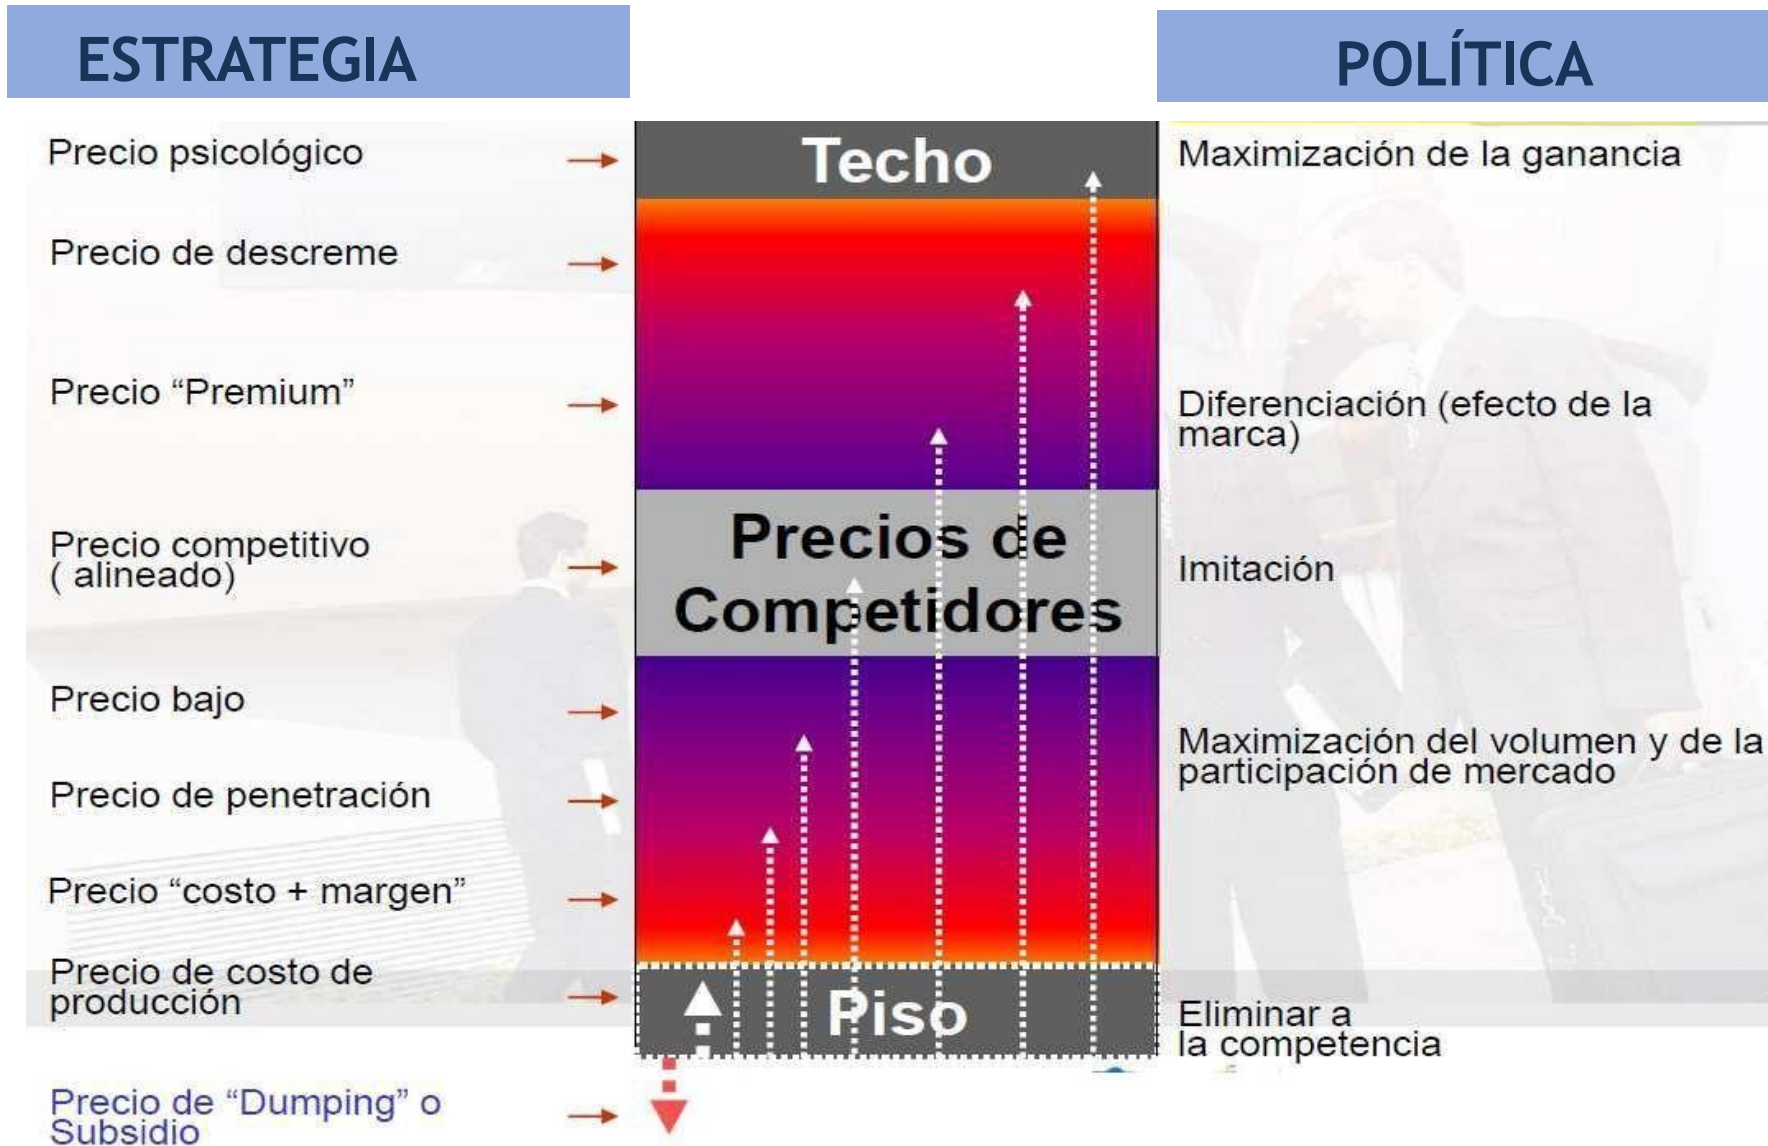 ESTRATEGIA
POLÍTICA
Precio psicológico
Techo
Maximización de la ganancia
Precio de descreme
Precio “Premium”
Diferenciación (efecto de la
marca)
Precio competitivo
( alineado)
Precios de
Competidores
Imitación
Precio bajo
Maximización del volumen y de la
participación de mercado
Precio de penetración
Precio “costo + margen”
Precio de costo de
producción
Piso
Eliminar a
la competencia
Precio de “Dumping” o
Subsidio